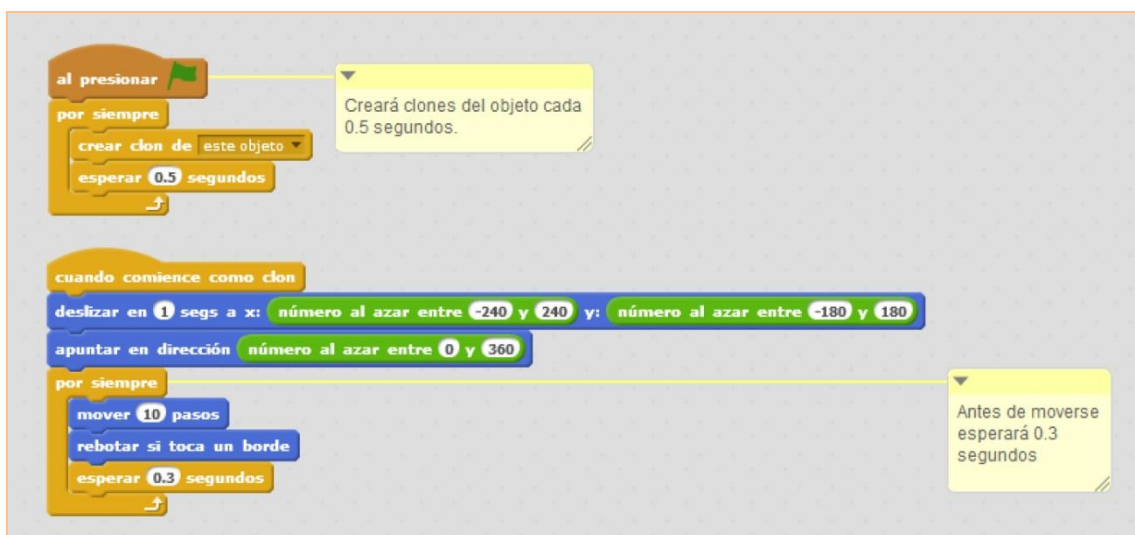 al presionar
Creará clones del objeto cada
0.5 segundos.
por siempre
crear clon de este objeto
esperar 0.5 segundos
cuando comience como clon
deslizar en 1 segs a x: número al azar entre -240 y 240 y: número al azar entre -180 y 180
apuntar en dirección número al azar entre 0 y 360
por siempre
mover 10 pasos
rebotar si toca un borde
esperar 0.3 segundos
Antes de moverse
esperará 0.3
segundos